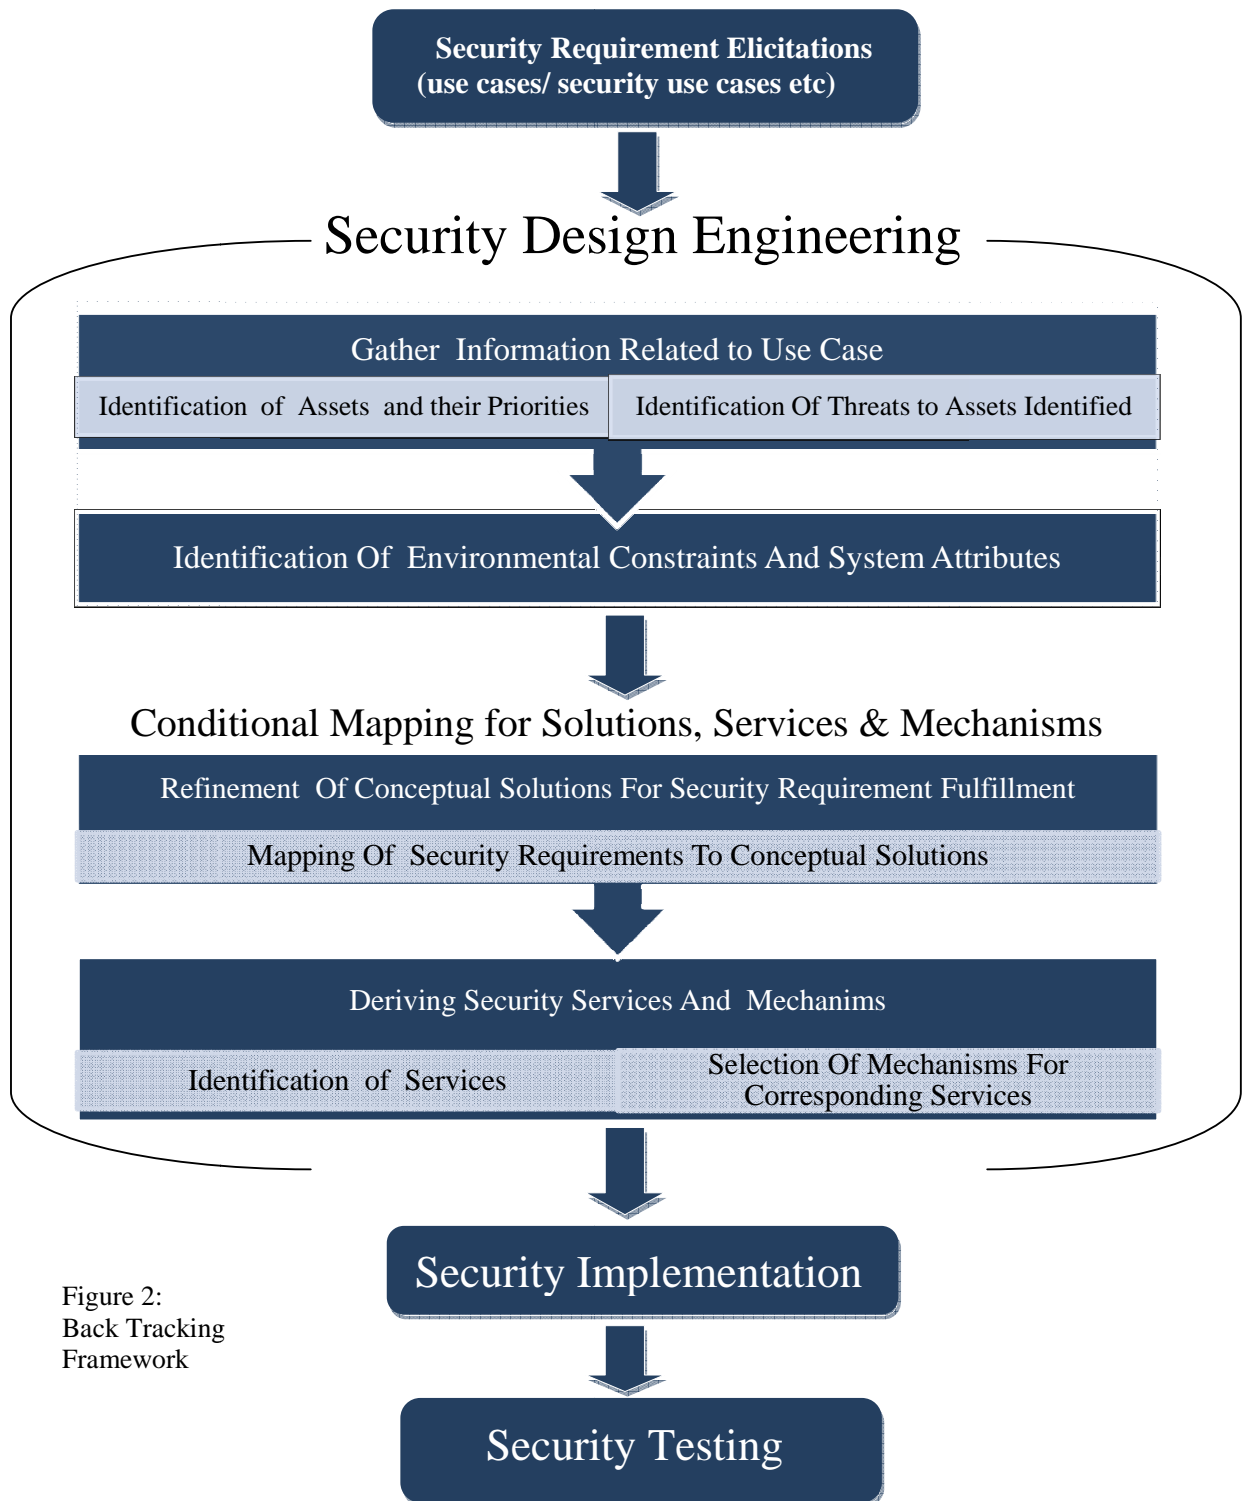 Security Requirement Elicitations
(use cases/ security use cases etc)
Security Design Engineering
Gather Information Related to Use Case
Identification of Assets and their Priorities
Identification Of Threats to Assets Identified
Identification Of Environmental Constraints And System Attributes
Conditional Mapping for Solutions, Services & Mechanisms
Refinement Of Conceptual Solutions For Security Requirement Fulfillment
Mapping Of Security Requirements To Conceptual Solutions
Deriving Security Services And Mechanims
Identification of Services
Selection Of Mechanisms For
Corresponding Services
Security Implementation
Figure 2:
Back Tracking
Framework
Security Testing